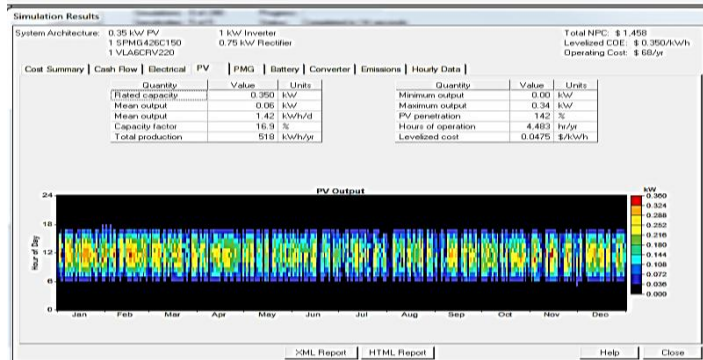 Simulation Results
System Architecture: 0.35 kW PV 1 kW Inverter Total NPC: $ 1,458
1 SPMG426C150 0.75 kW Rectifier Levelized COE: $ 0.350/kWh
1 VLA6CRV220 Operating Cost: $ 68/yr
Cost Summary Cash Flow Electrical PV PMG Battery Converter Emissions Hourly Data
Quantity Value Units Quantity Value Units
Rated capacity 0.350 kW Minimum output 0.00 kW
Mean output 0.06 kW Maximum output 0.34 kW
Mean output 1.42 kWh/d PV penetration 142 %
Capacity factor 16.9 % Hours of operation 4,483 hr/yr
Total production 518 kWh/yr Levelized cost 0.0475 $/kWh
PV Output
kW
24
18
12
6
0
Hour of Day
0.360
0.324
0.288
0.252
0.216
0.180
0.144
0.108
0.072
0.036
0.000
Jan Feb Mar Apr May Jun Jul Aug Sep Oct Nov Dec
XML Report HTML Report Help Close